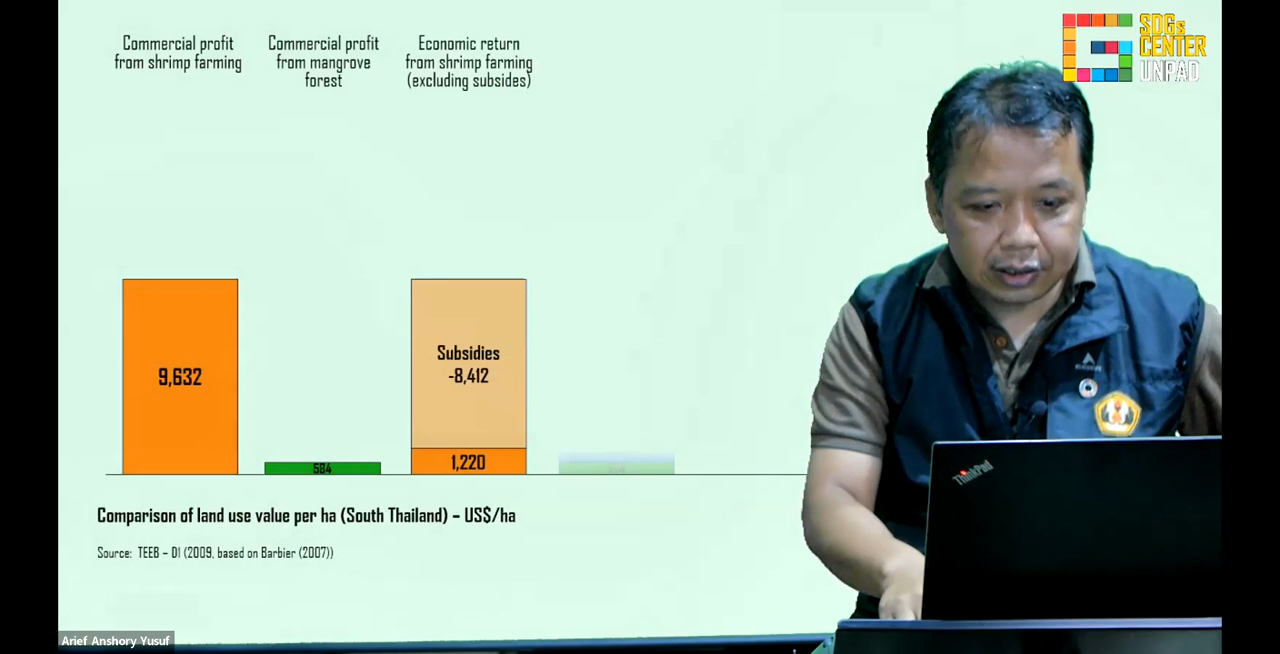 Commercial profit
from shrimp farming
Commercial profit
from mangrove
forest
Economic return
from shrimp farming
(excluding subsides)
SDGs
CENTER
UNPAD
9,632
584
Subsidies
-8,412
1,220
ThinkPad
Comparison of land use value per ha (South Thailand) – US$/ha
Source: TEEB – D1 (2009, based on Barbier (2007))
Arief Anshory Yusuf